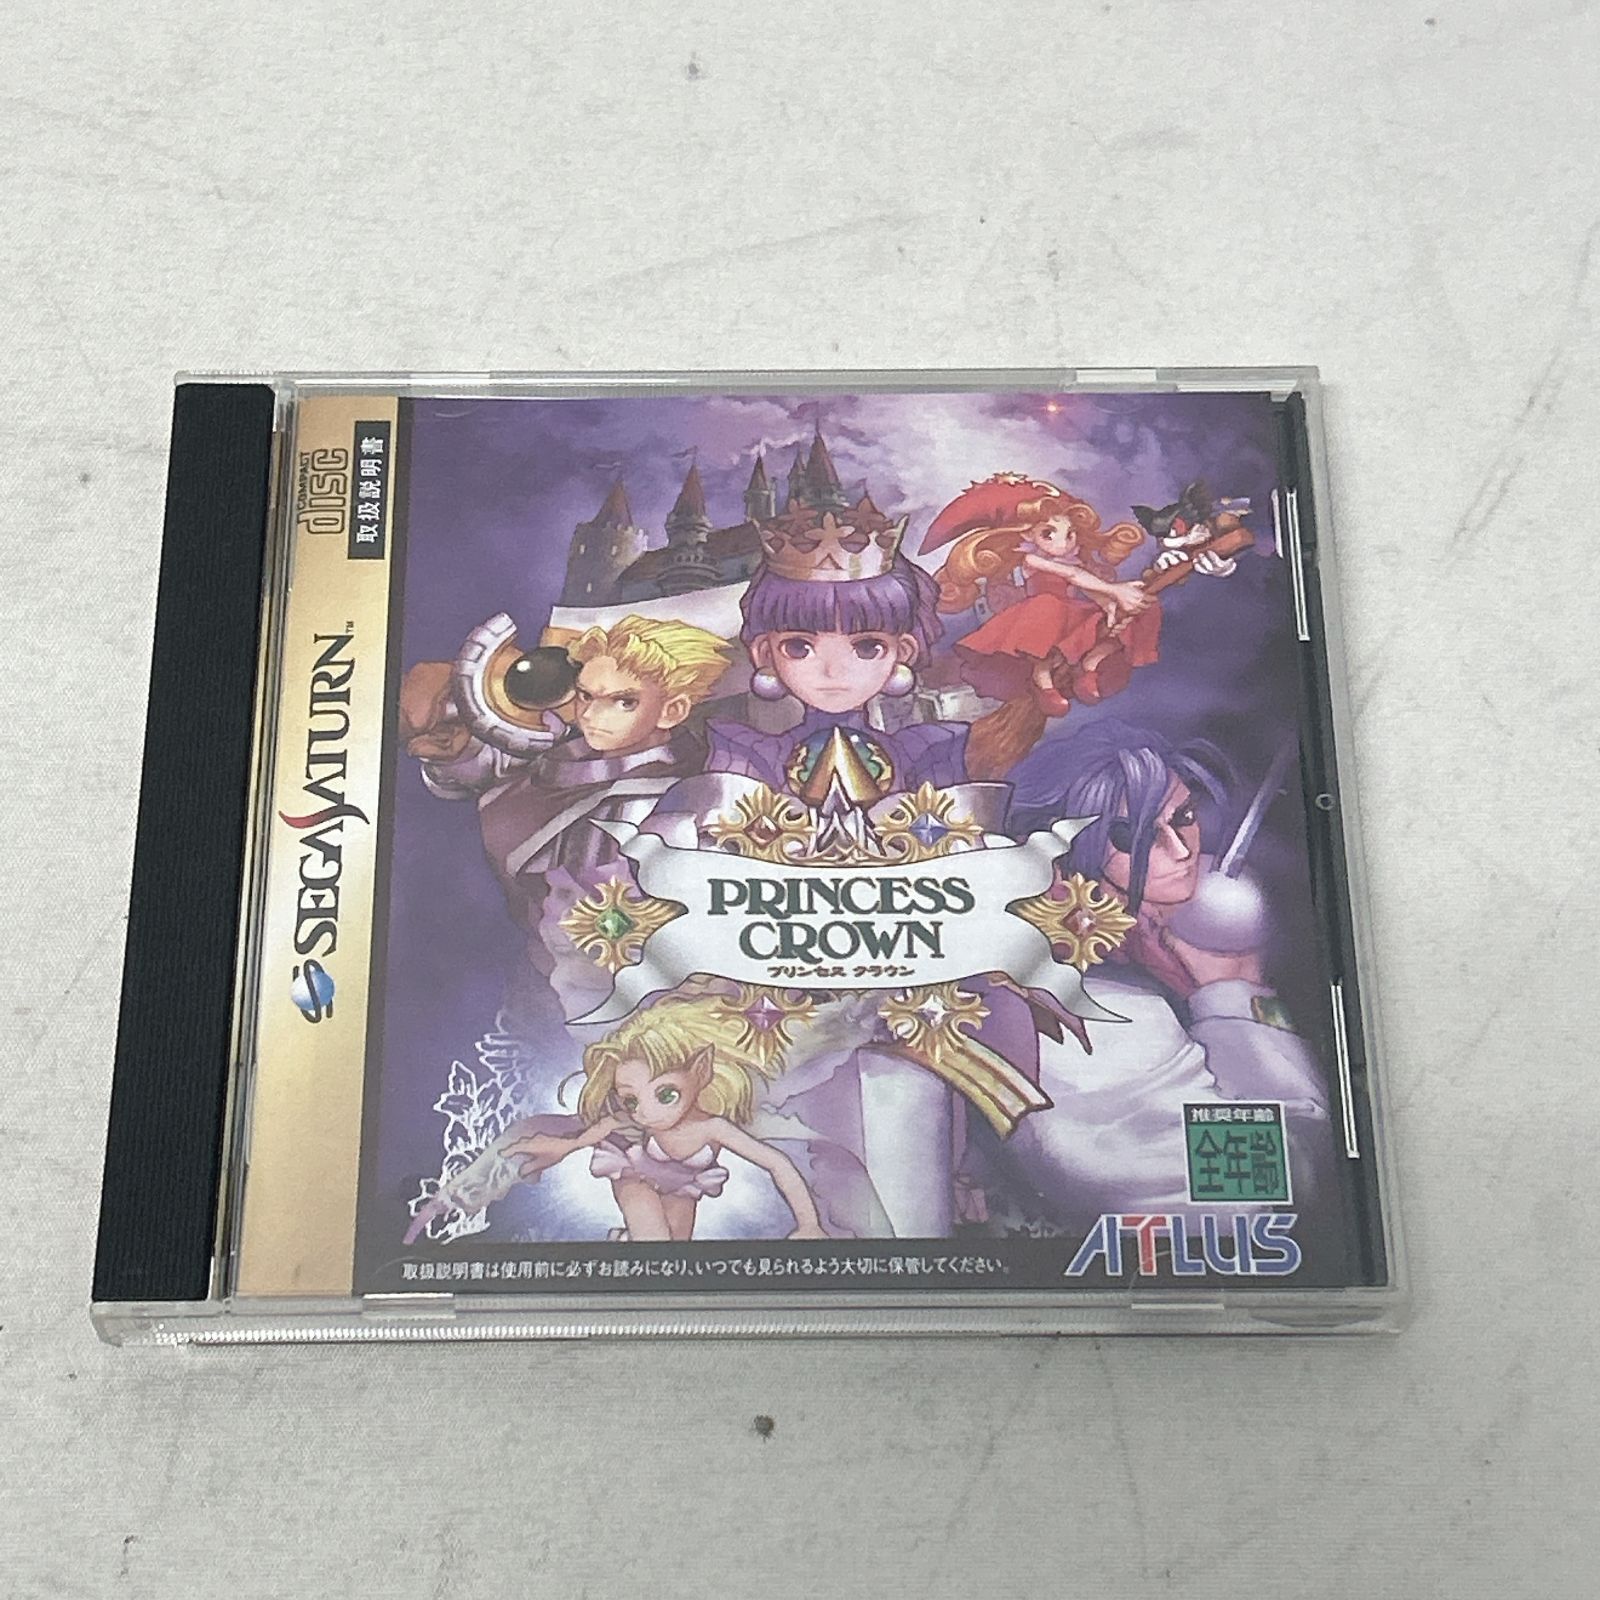 COMPACT
disc
取扱説明書
SEGA SATURN™
PRINCESS
CROWN
プリンセス クラウン
推奨年齢
全年齢
ATLUS
取扱説明書は使用前に必ずお読みになり、いつでも見られるよう大切に保管してください。